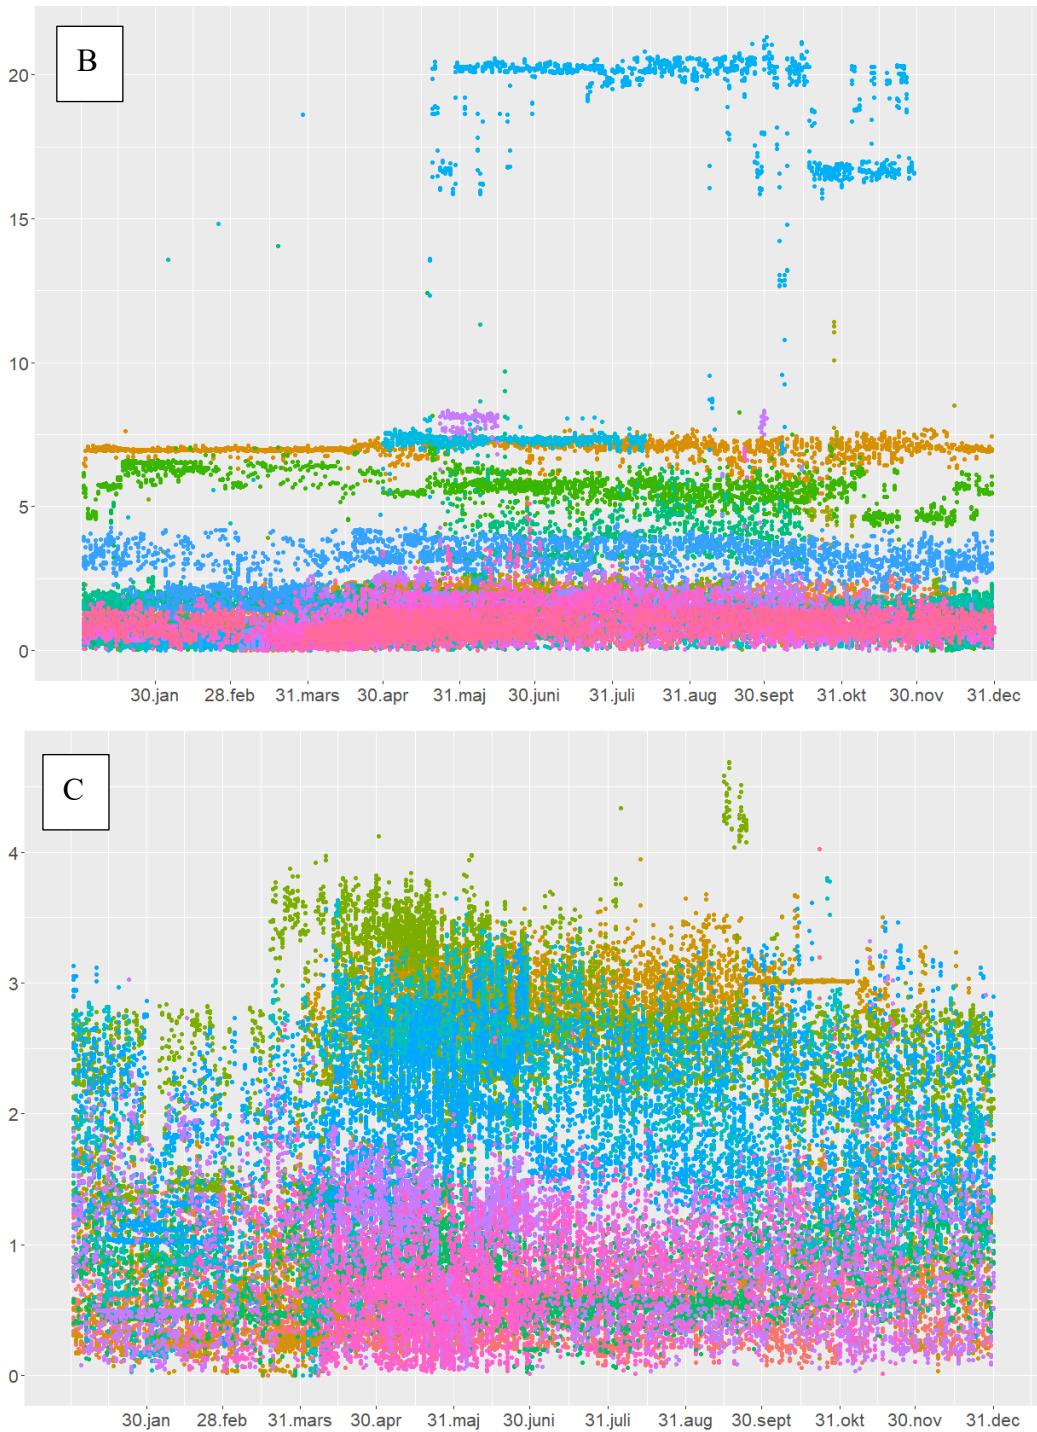 B
20
15
10
5
0
30.jan 28.feb 31.mars 30.apr 31.maj 30.juni 31.juli 31.aug 30.sept 31.okt 30.nov 31.dec
C
4
3
2
1
0
30.jan 28.feb 31.mars 30.apr 31.maj 30.juni 31.juli 31.aug 30.sept 31.okt 30.nov 31.dec